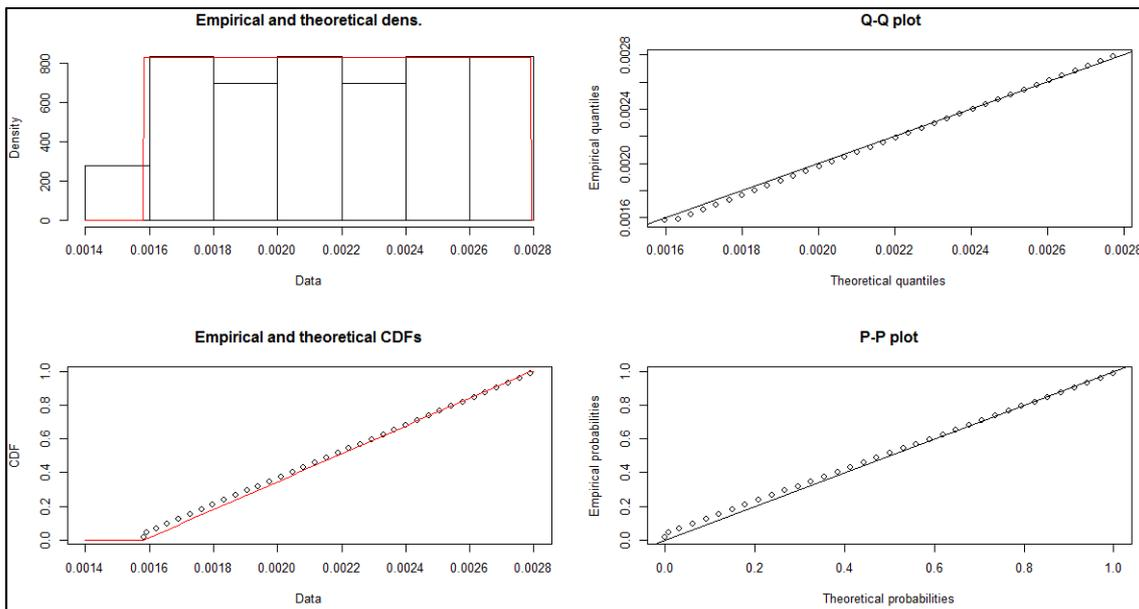 Empirical and theoretical dens.
Density
0 200 400 600 800
0.0014 0.0016 0.0018 0.0020 0.0022 0.0024 0.0026 0.0028
Data
Q-Q plot
Empirical quantiles
0.0016 0.0020 0.0024 0.0028
0.0016 0.0018 0.0020 0.0022 0.0024 0.0026 0.0028
Theoretical quantiles
Empirical and theoretical CDFs
CDF
0.0 0.2 0.4 0.6 0.8 1.0
0.0014 0.0016 0.0018 0.0020 0.0022 0.0024 0.0026 0.0028
Data
P-P plot
Empirical probabilities
0.0 0.2 0.4 0.6 0.8 1.0
0.0 0.2 0.4 0.6 0.8 1.0
Theoretical probabilities